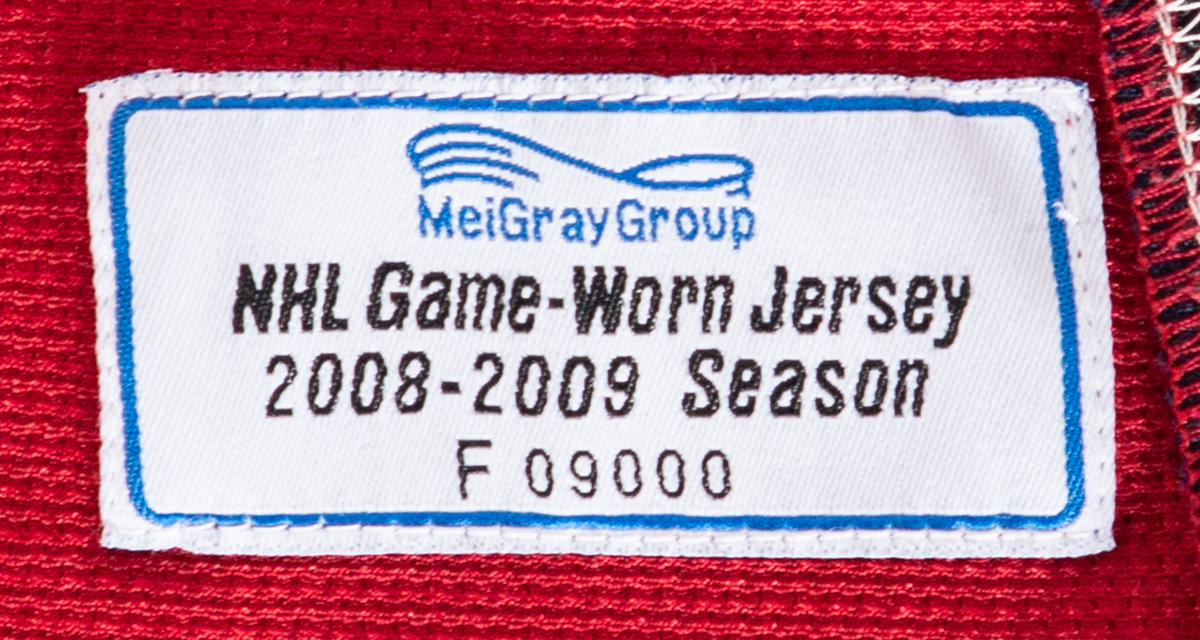 MeiGrayGroup
NHL Game-Worn Jersey
2008-2009 Season
F 09000